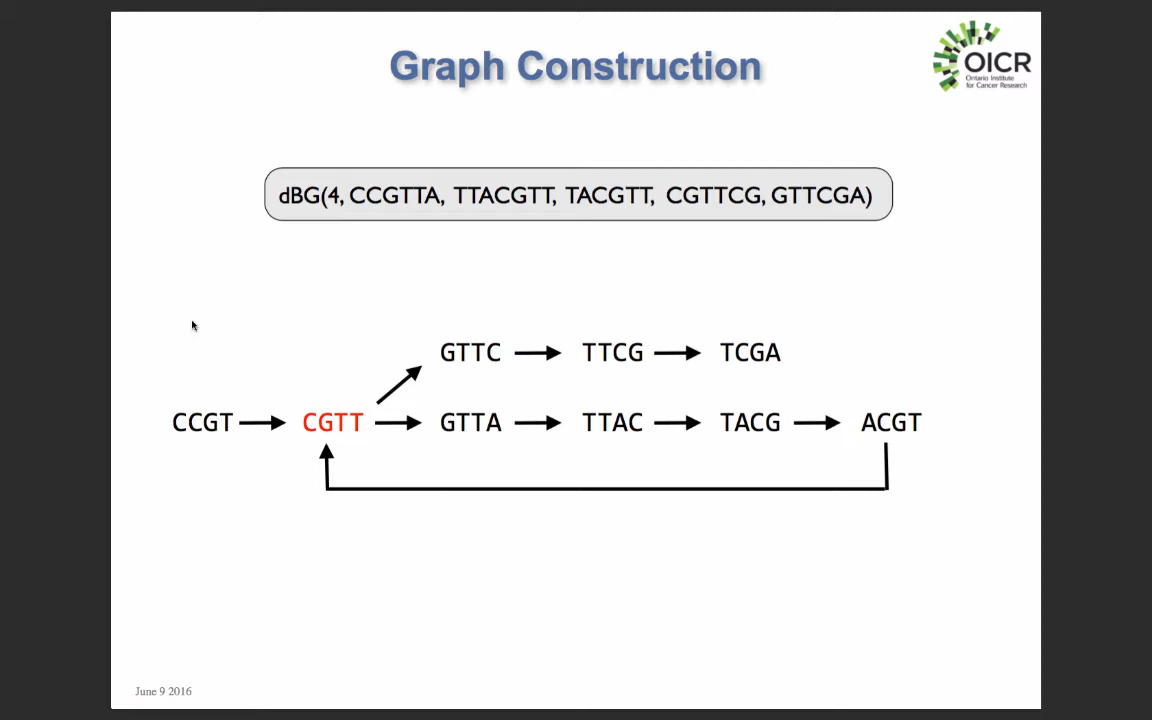 Graph Construction
OICR
Ontario Institute
for Cancer Research
dBG(4, CCGTTA, TTACGTT, TACGTT, CGTTCG, GTTCGA)
GTTC TTCG TCGA
CCGT CGTT GTTA TTAC TACG ACGT
June 9 2016